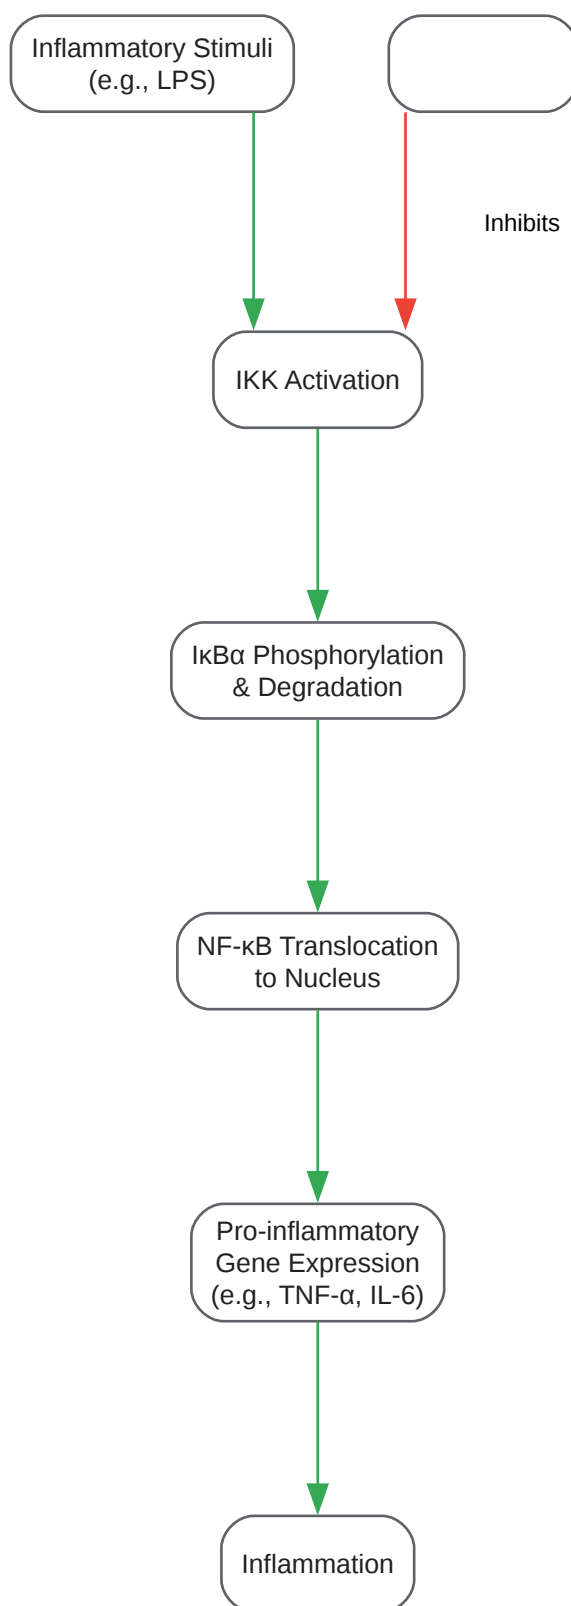 Inflammatory Stimuli
(e.g., LPS)
Inhibits
IKK Activation
IκBα Phosphorylation
& Degradation
NF-κB Translocation
to Nucleus
Pro-inflammatory
Gene Expression
(e.g., TNF-α, IL-6)
Inflammation